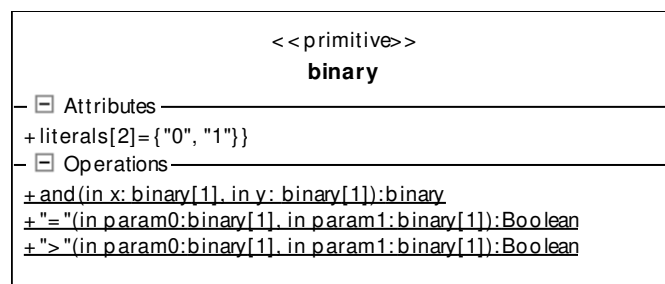 <<primitive>>
binary
Attributes
+ literals[2]={"0", "1"}}
Operations
+ and(in x: binary[1], in y: binary[1]):binary
+ "="(in param0:binary[1], in param1:binary[1]):Boolean
+ ">"(in param0:binary[1], in param1:binary[1]):Boolean